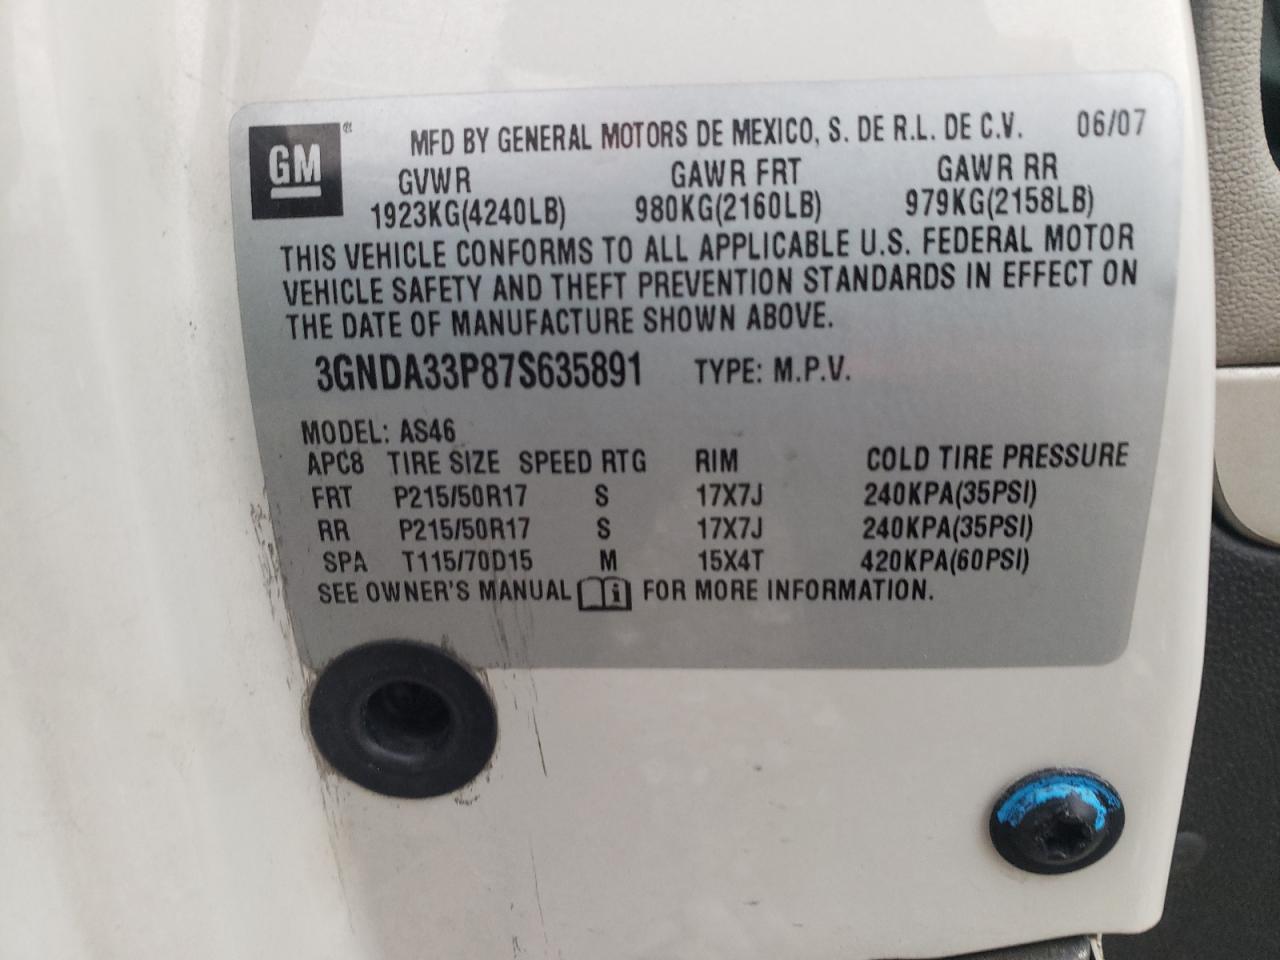 GM ®
MFD BY GENERAL MOTORS DE MEXICO, S. DE R.L. DE C.V. 06/07
GVWR GAWR FRT GAWR RR
1923KG(4240LB) 980KG(2160LB) 979KG(2158LB)
THIS VEHICLE CONFORMS TO ALL APPLICABLE U.S. FEDERAL MOTOR
VEHICLE SAFETY AND THEFT PREVENTION STANDARDS IN EFFECT ON
THE DATE OF MANUFACTURE SHOWN ABOVE.
3GNDA33P87S635891 TYPE: M.P.V.
MODEL: AS46
APC8 TIRE SIZE SPEED RTG RIM COLD TIRE PRESSURE
FRT P215/50R17 S 17X7J 240KPA(35PSI)
RR P215/50R17 S 17X7J 240KPA(35PSI)
SPA T115/70D15 M 15X4T 420KPA(60PSI)
SEE OWNER'S MANUAL i FOR MORE INFORMATION.